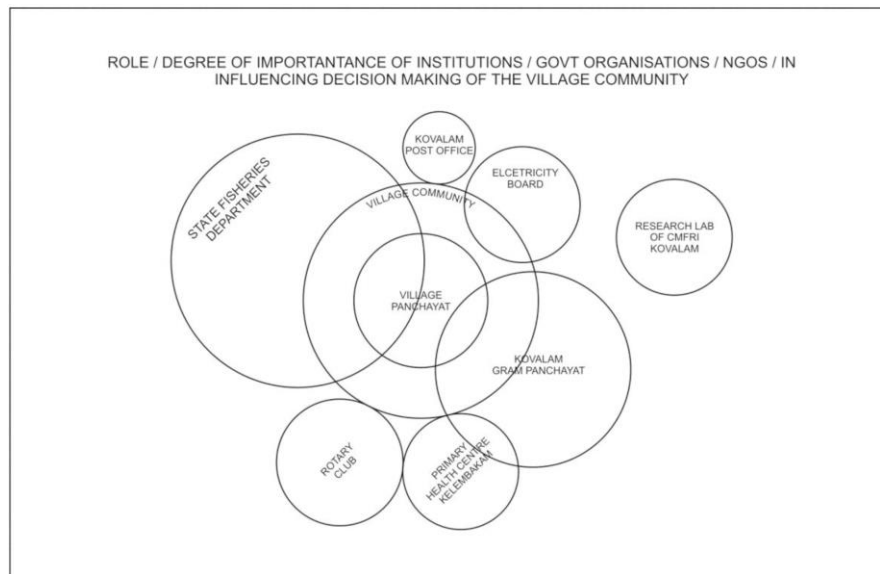 ROLE / DEGREE OF IMPORTANTANCE OF INSTITUTIONS / GOVT ORGANISATIONS / NGOS / IN
INFLUENCING DECISION MAKING OF THE VILLAGE COMMUNITY
KOVALAM
POST OFFICE
STATE FISHERIES
DEPARTMENT
ELCETRICITY
BOARD
VILLAGE COMMUNITY
RESEARCH LAB
OF CMFRI
KOVALAM
VILLAGE
PANCHAYAT
KOVALAM
GRAM PANCHAYAT
ROTARY
CLUB
PRIMARY
HEALTH CENTRE
KELEMBAKAM